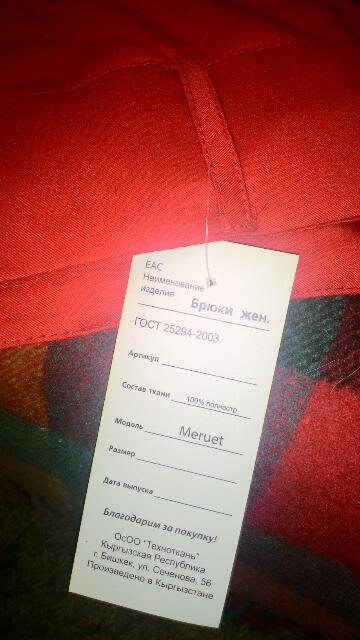 ЕАС
Наименование
изделия Брюки жен.
ГОСТ 25294-2003
Артикул
Состав ткани 100% полиэстр
Модель Meruet
Размер
Дата выпуска
Благодарим за покупку!
ОсОО "Техноткань"
Кыргызская Республика
г. Бишкек, ул. Сеченова, 56
Произведено в Кыргызстане